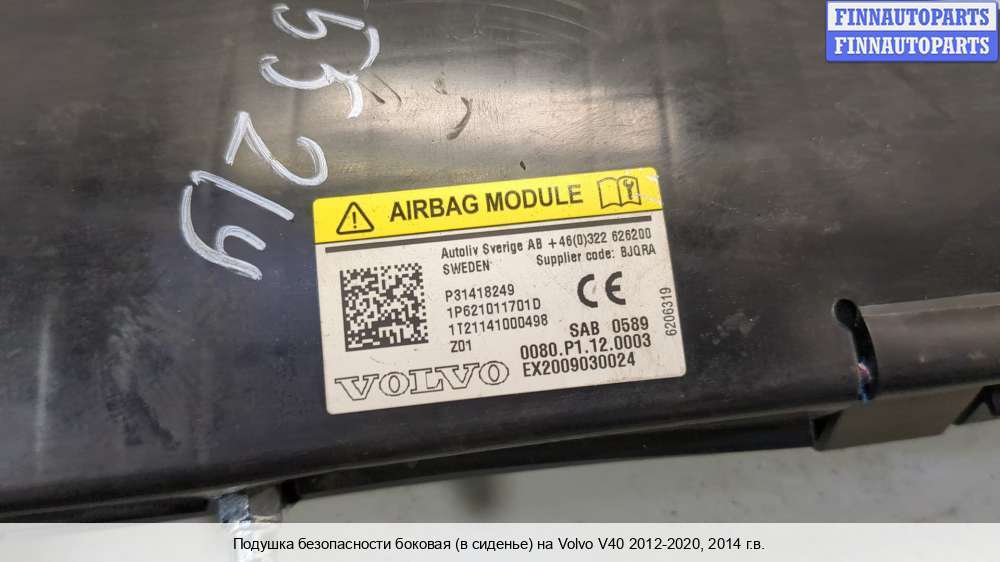 FINNAUTOPARTS
FINNAUTOPARTS
AIRBAG MODULE
Autoliv Sverige AB +46(0)322 626200
SWEDEN Supplier code: BJQRA
P31418249
1P621011701D
1T21141000498
Z01
SAB 0589
0080.P1.12.0003
EX2009030024
CE
6206319
VOLVO
Подушка безопасности боковая (в сиденье) на Volvo V40 2012-2020, 2014 г.в.